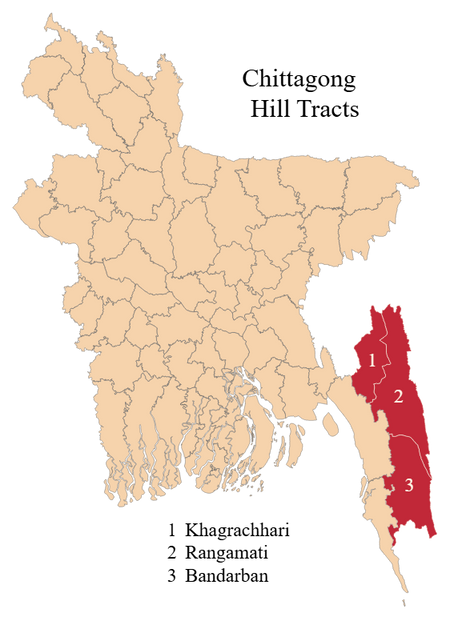 Chittagong
Hill Tracts
1
2
3
1 Khagrachhari
2 Rangamati
3 Bandarban